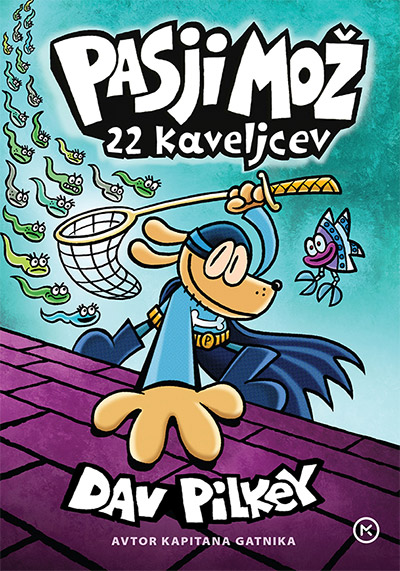 PASJI MOŽ
22 KAVELJCEV
P
DAV PILKEY
AVTOR KAPITANA GATNIKA
M